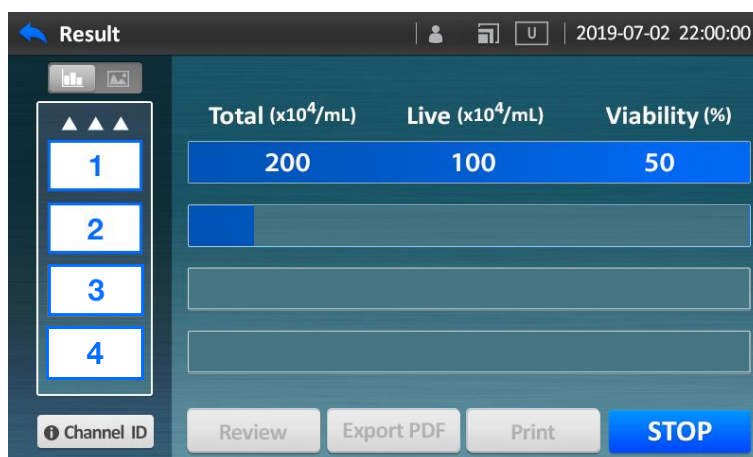 Result U 2019-07-02 22:00:00
Total (x10⁴/mL) Live (x10⁴/mL) Viability (%)
1 200 100 50
2
3
4
Channel ID Review Export PDF Print STOP